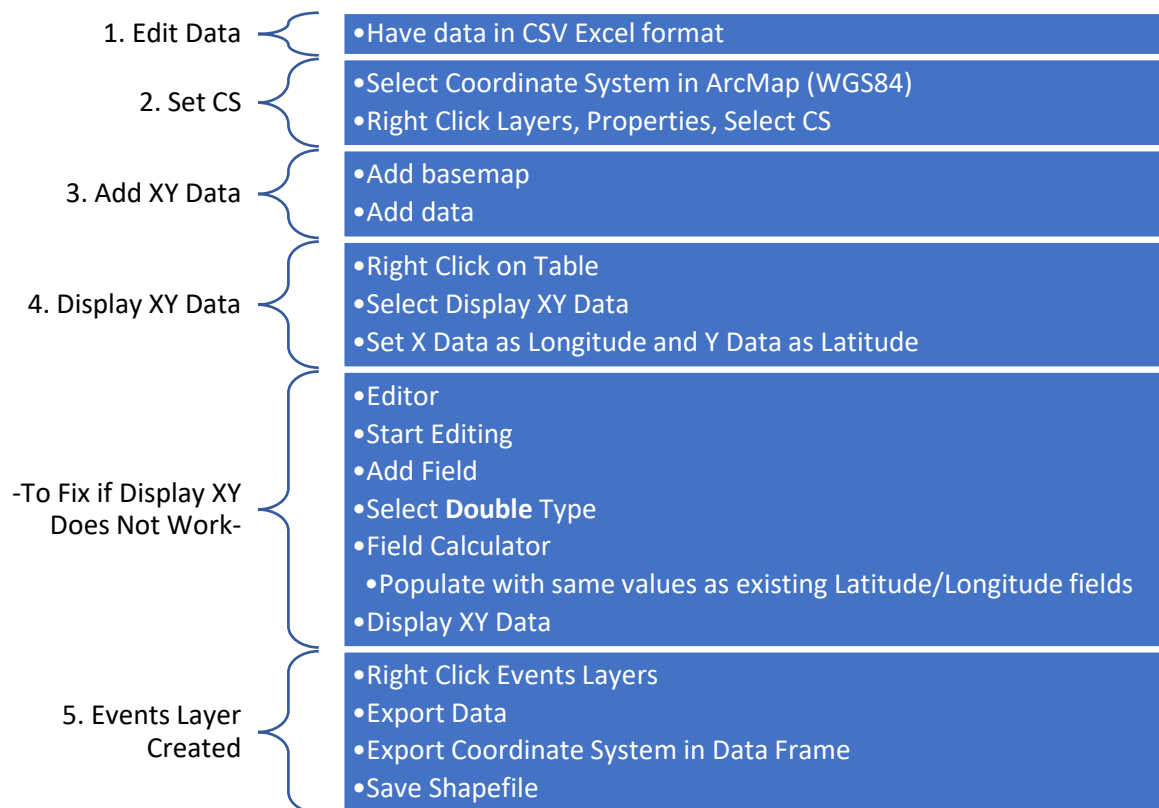 1. Edit Data
•Have data in CSV Excel format
2. Set CS
•Select Coordinate System in ArcMap (WGS84)
•Right Click Layers, Properties, Select CS
3. Add XY Data
•Add basemap
•Add data
4. Display XY Data
•Right Click on Table
•Select Display XY Data
•Set X Data as Longitude and Y Data as Latitude
-To Fix if Display XY
Does Not Work-
•Editor
•Start Editing
•Add Field
•Select Double Type
•Field Calculator
•Populate with same values as existing Latitude/Longitude fields
•Display XY Data
5. Events Layer
Created
•Right Click Events Layers
•Export Data
•Export Coordinate System in Data Frame
•Save Shapefile